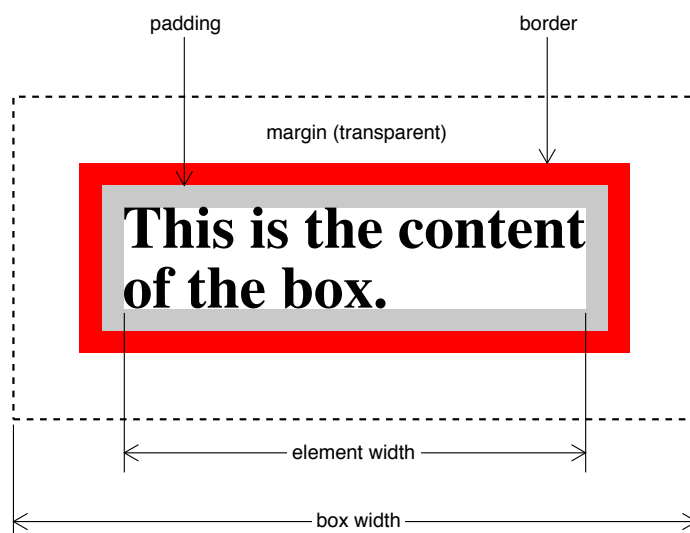 padding
border
margin (transparent)
This is the content
of the box.
element width
box width